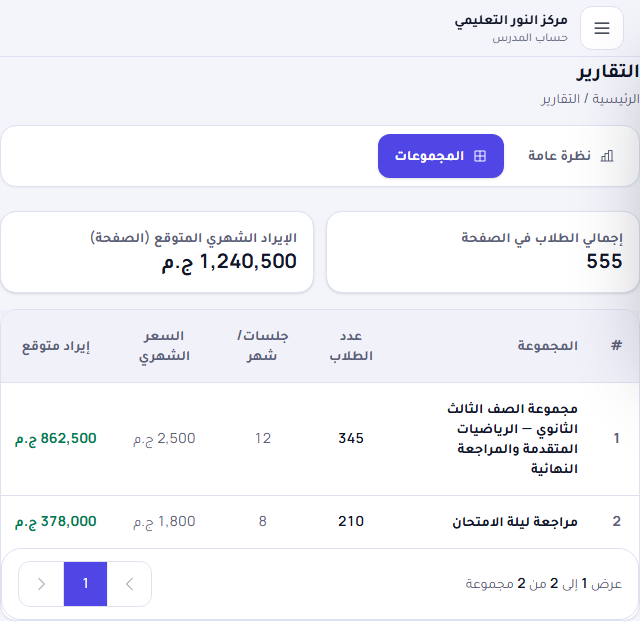 مركز النور التعليمي
حساب المدرس
التقارير
الرئيسية / التقارير
نظرة عامة
المجموعات
إجمالي الطلاب في الصفحة
555
الإيراد الشهري المتوقع (الصفحة)
1,240,500 ج.م
# المجموعة عدد الطلاب جلسات/شهر السعر الشهري إيراد متوقع
1 مجموعة الصف الثالث الثانوي — الرياضيات المتقدمة والمراجعة النهائية 345 12 2,500 ج.م 862,500 ج.م
2 مراجعة ليلة الامتحان 210 8 1,800 ج.م 378,000 ج.م
عرض 1 إلى 2 من 2 مجموعة
1